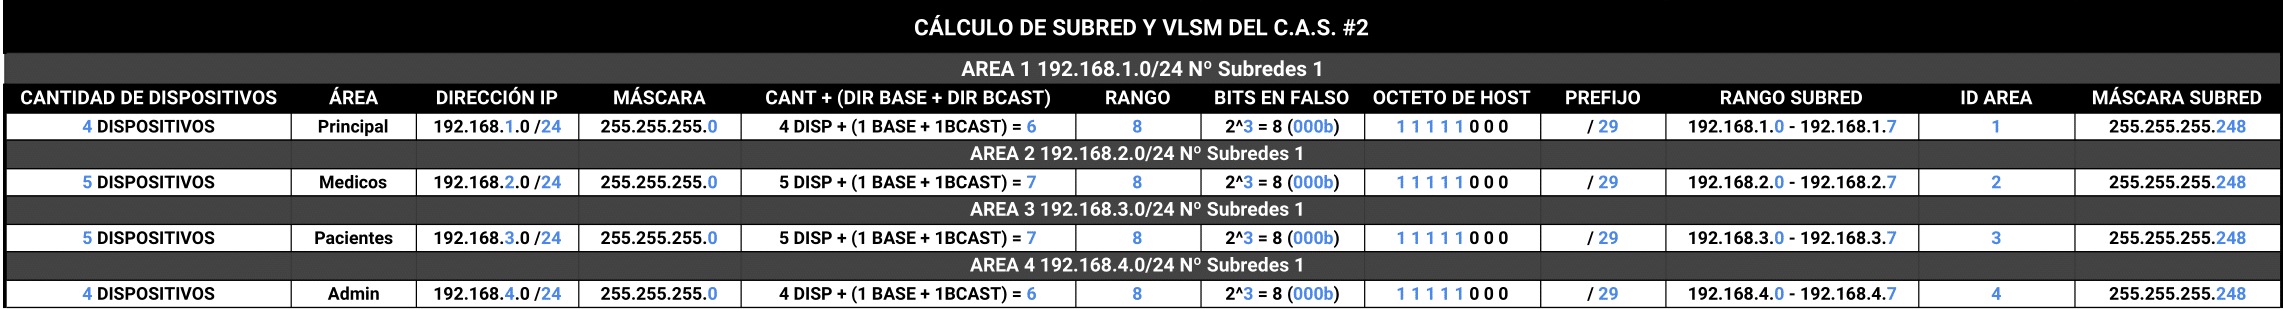 CÁLCULO DE SUBRED Y VLSM DEL C.A.S. #2
AREA 1 192.168.1.0/24 Nº Subredes 1
CANTIDAD DE DISPOSITIVOS ÁREA DIRECCIÓN IP MÁSCARA CANT + (DIR BASE + DIR BCAST) RANGO BITS EN FALSO OCTETO DE HOST PREFIJO RANGO SUBRED ID AREA MÁSCARA SUBRED
4 DISPOSITIVOS Principal 192.168.1.0 /24 255.255.255.0 4 DISP + (1 BASE + 1BCAST) = 6 8 2^3 = 8 (000b) 1 1 1 1 1 0 0 0 / 29 192.168.1.0 - 192.168.1.7 1 255.255.255.248
AREA 2 192.168.2.0/24 Nº Subredes 1
5 DISPOSITIVOS Medicos 192.168.2.0 /24 255.255.255.0 5 DISP + (1 BASE + 1BCAST) = 7 8 2^3 = 8 (000b) 1 1 1 1 1 0 0 0 / 29 192.168.2.0 - 192.168.2.7 2 255.255.255.248
AREA 3 192.168.3.0/24 Nº Subredes 1
5 DISPOSITIVOS Pacientes 192.168.3.0 /24 255.255.255.0 5 DISP + (1 BASE + 1BCAST) = 7 8 2^3 = 8 (000b) 1 1 1 1 1 0 0 0 / 29 192.168.3.0 - 192.168.3.7 3 255.255.255.248
AREA 4 192.168.4.0/24 Nº Subredes 1
4 DISPOSITIVOS Admin 192.168.4.0 /24 255.255.255.0 4 DISP + (1 BASE + 1BCAST) = 6 8 2^3 = 8 (000b) 1 1 1 1 1 0 0 0 / 29 192.168.4.0 - 192.168.4.7 4 255.255.255.248